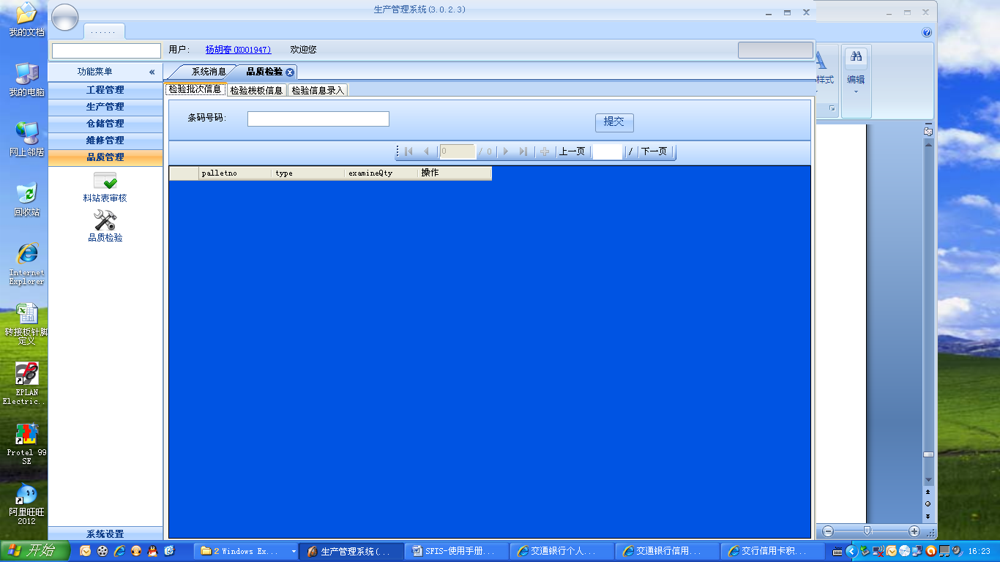 生产管理系统(3.0.2.3)
......
用户: 杨胡春(K001947) 欢迎您
功能菜单 «
工程管理
生产管理
仓储管理
维修管理
品质管理
料站表审核
品质检验
系统设置
系统消息 品质检验
检验批次信息 检验栈板信息 检验信息录入
条码号码: 提交
0 / 0 上一页 / 下一页
palletno type examineQty 操作
样式
编辑
我的文档
我的电脑
网上邻居
回收站
Internet
Explorer
转接板针脚
定义
EPLAN
Electric...
Protel 99
SE
阿里旺旺
2012
开始 2 Windows Ex... 生产管理系统(... SFIS-使用手册... 交通银行个人... 交通银行信用... 交行信用卡积... 16:23